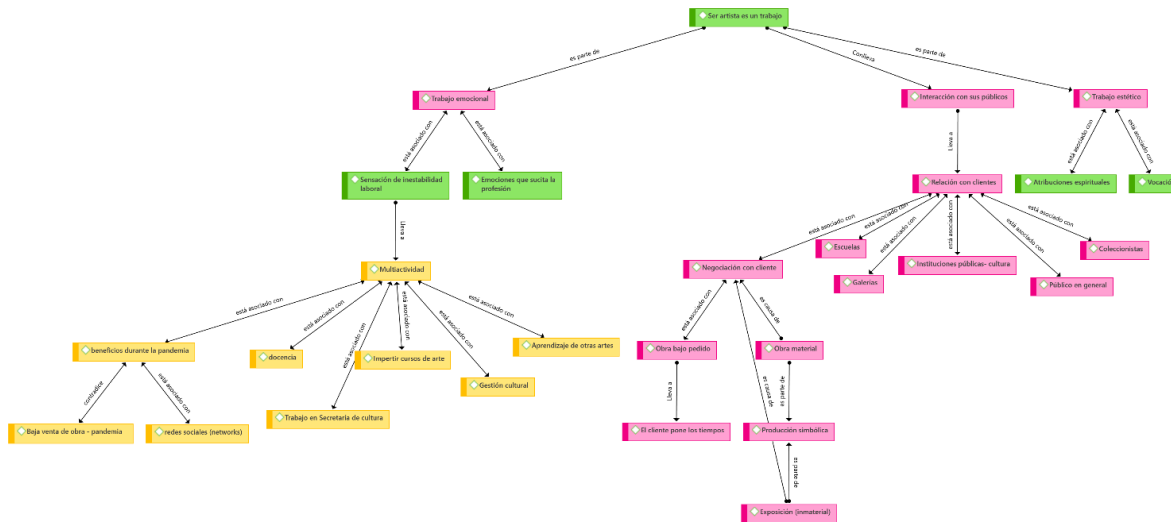 Ser artista es un trabajo
es parte de
Conlleva
es parte de
Trabajo emocional
Interacción con sus públicos
Trabajo estético
está asociado con
está asociado con
Lleva a
está asociado con
está asociado con
Sensación de inestabilidad
laboral
Emociones que sucita la
profesión
Relación con clientes
Atribuciones espirituales
Vocació
Lleva a
está asociado con
está asociado con
está asociado con
está asociado con
está asociado con
está asociado con
Escuelas
Coleccionistas
Multiactividad
Negociación con cliente
Instituciones públicas- cultura
Galerias
Público en general
está asociado con
está asociado con
está asociado con
está asociado con
está asociado con
está asociado con
está asociado con
es causa de
es causa de
beneficios durante la pandemia
docencia
Impertir cursos de arte
Aprendizaje de otras artes
Gestión cultural
Obra bajo pedido
Obra material
contradice
está asociado con
Lleva a
es parte de
Trabajo en Secretaria de cultura
Baja venta de obra - pandemia
redes sociales (networks)
El cliente pone los tiempos
Producción simbólica
es parte de
Exposición (inmaterial)